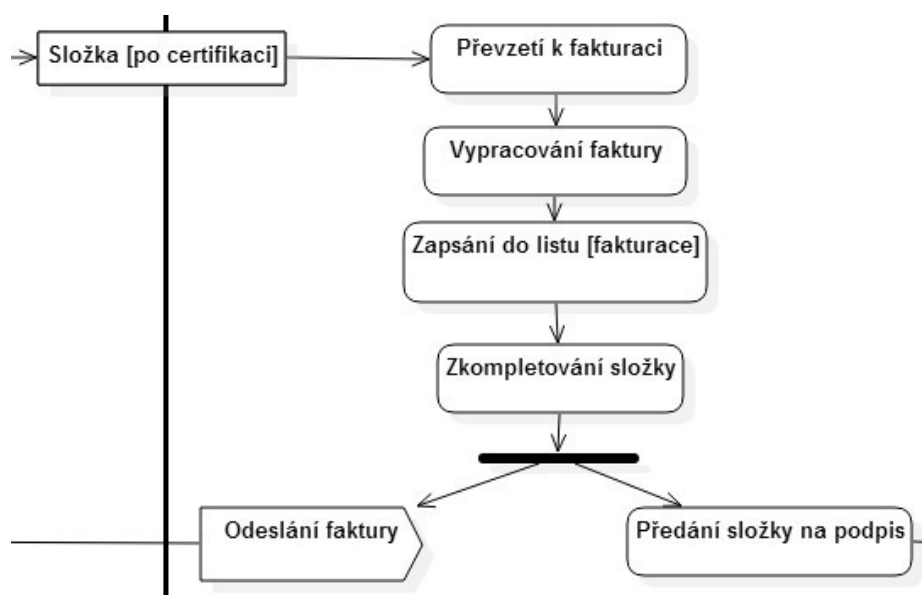 Složka [po certifikaci]
Převzetí k fakturaci
Vypracování faktury
Zapsání do listu [fakturace]
Zkompletování složky
Odeslání faktury
Předání složky na podpis